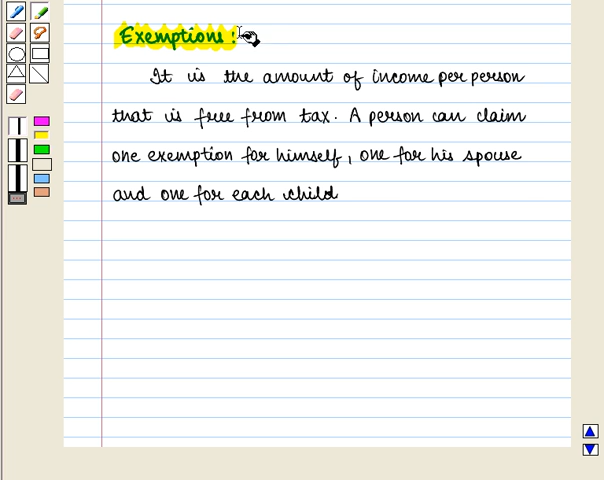 Exemptions :
It is the amount of income per person
that is free from tax. A person can claim
one exemption for himself, one for his spouse
and one for each child